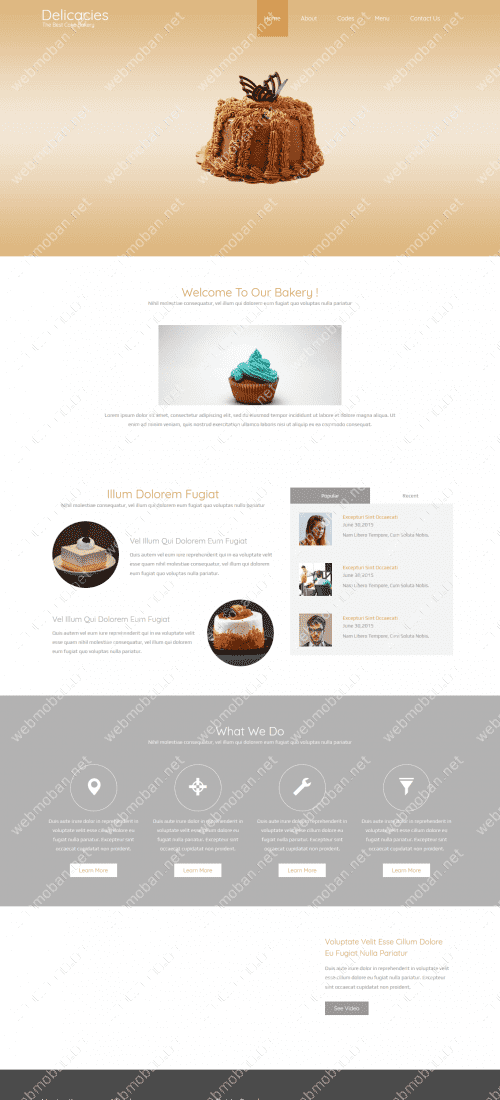 Delicacies
The Best Cake Bakery
Home
About
Codes
Menu
Contact Us
Welcome To Our Bakery !
Nihil molestiae consequatur, vel illum qui dolorem eum fugiat quo voluptas nulla pariatur
Lorem ipsum dolor sit amet, consectetur adipiscing elit, sed do eiusmod tempor incididunt ut labore et dolore magna aliqua. Ut
enim ad minim veniam, quis nostrud exercitation ullamco laboris nisi ut aliquip ex ea commodo consequat.
Illum Dolorem Fugiat
Nihil molestiae consequatur, vel illum qui dolorem eum fugiat quo voluptas nulla pariatur
Vel Illum Qui Dolorem Eum Fugiat
Quis autem vel eum iure reprehenderit qui in ea voluptate velit
esse quam nihil molestiae consequatur, vel illum qui dolorem
eum fugiat quo voluptas nulla pariatur.
Vel Illum Qui Dolorem Eum Fugiat
Quis autem vel eum iure reprehenderit qui in ea voluptate velit
esse quam nihil molestiae consequatur, vel illum qui dolorem
eum fugiat quo voluptas nulla pariatur.
Popular
Recent
Excepturi Sint Occaecati
June 30,2015
Nam Libero Tempore, Cum Soluta Nobis.
Excepturi Sint Occaecati
June 30,2015
Nam Libero Tempore, Cum Soluta Nobis.
Excepturi Sint Occaecati
June 30,2015
Nam Libero Tempore, Cum Soluta Nobis.
What We Do
Nihil molestiae consequatur, vel illum qui dolorem eum fugiat quo voluptas nulla pariatur
Duis aute irure dolor in reprehenderit in
voluptate velit esse cillum dolore eu
fugiat nulla pariatur. Excepteur sint
occaecat cupidatat non proident.
Learn More
Duis aute irure dolor in reprehenderit in
voluptate velit esse cillum dolore eu
fugiat nulla pariatur. Excepteur sint
occaecat cupidatat non proident.
Learn More
Duis aute irure dolor in reprehenderit in
voluptate velit esse cillum dolore eu
fugiat nulla pariatur. Excepteur sint
occaecat cupidatat non proident.
Learn More
Duis aute irure dolor in reprehenderit in
voluptate velit esse cillum dolore eu
fugiat nulla pariatur. Excepteur sint
occaecat cupidatat non proident.
Learn More
Voluptate Velit Esse Cillum Dolore
Eu Fugiat Nulla Pariatur
Duis aute irure dolor in reprehenderit in voluptate velit
esse cillum dolore eu fugiat nulla pariatur. Excepteur
sint occaecat cupidatat non proident.
See Video
webmoban.net